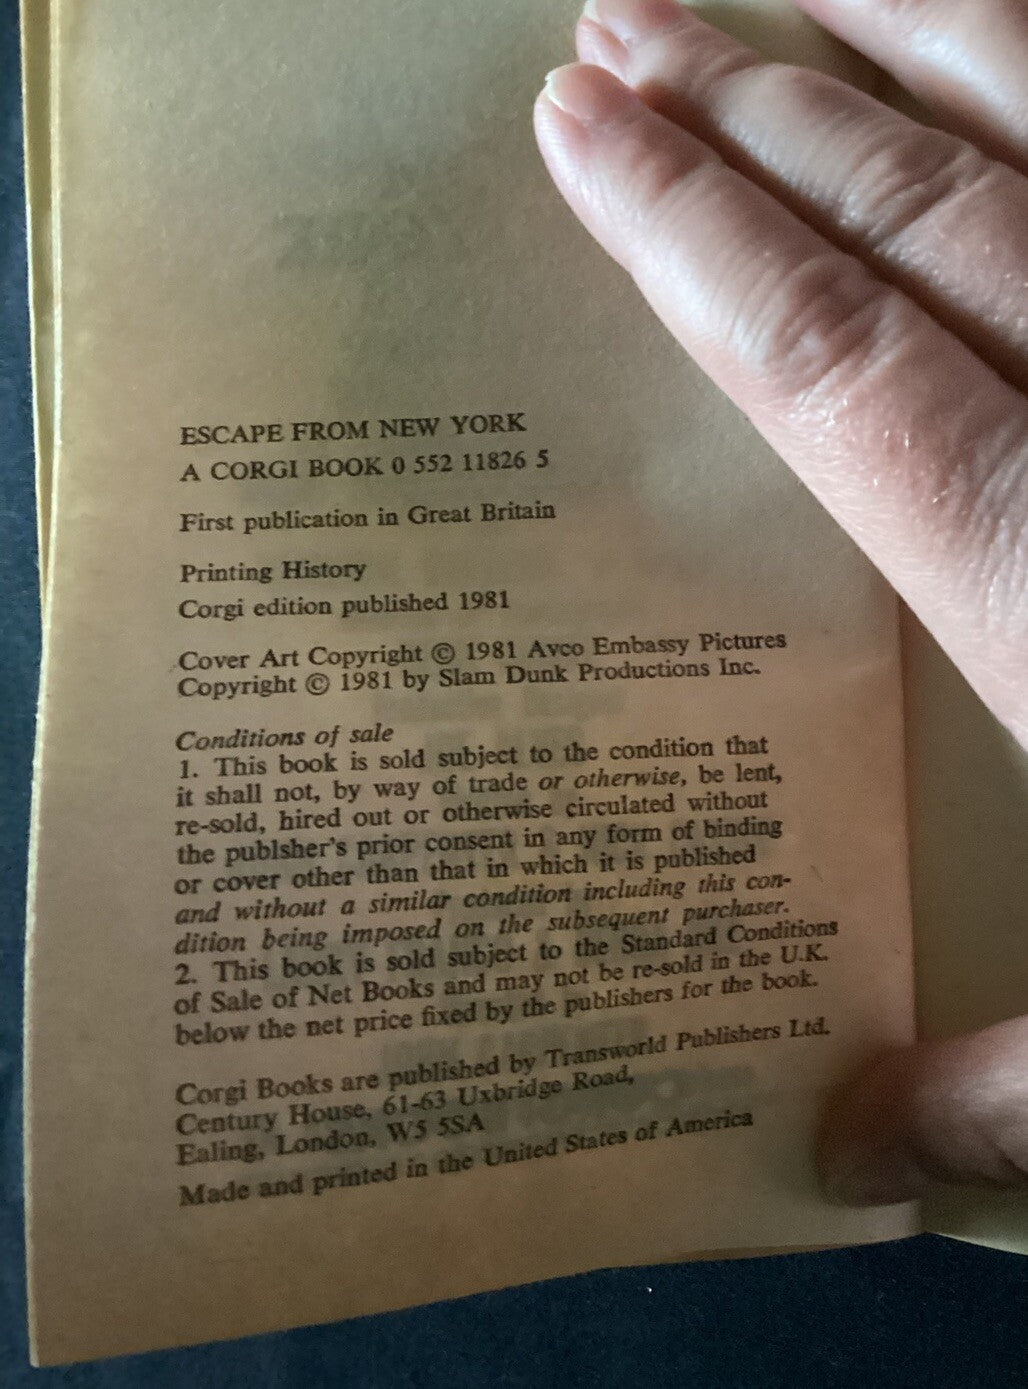 ESCAPE FROM NEW YORK
A CORGI BOOK 0 552 11826 5
First publication in Great Britain
Printing History
Corgi edition published 1981
Cover Art Copyright © 1981 Avco Embassy Pictures
Copyright © 1981 by Slam Dunk Productions Inc.
Conditions of sale
1. This book is sold subject to the condition that
it shall not, by way of trade or otherwise, be lent,
re-sold, hired out or otherwise circulated without
the publsher's prior consent in any form of binding
or cover other than that in which it is published
and without a similar condition including this con-
dition being imposed on the subsequent purchaser.
2. This book is sold subject to the Standard Conditions
of Sale of Net Books and may not be re-sold in the U.K.
below the net price fixed by the publishers for the book.
Corgi Books are published by Transworld Publishers Ltd.
Century House, 61-63 Uxbridge Road,
Ealing, London, W5 5SA
Made and printed in the United States of America